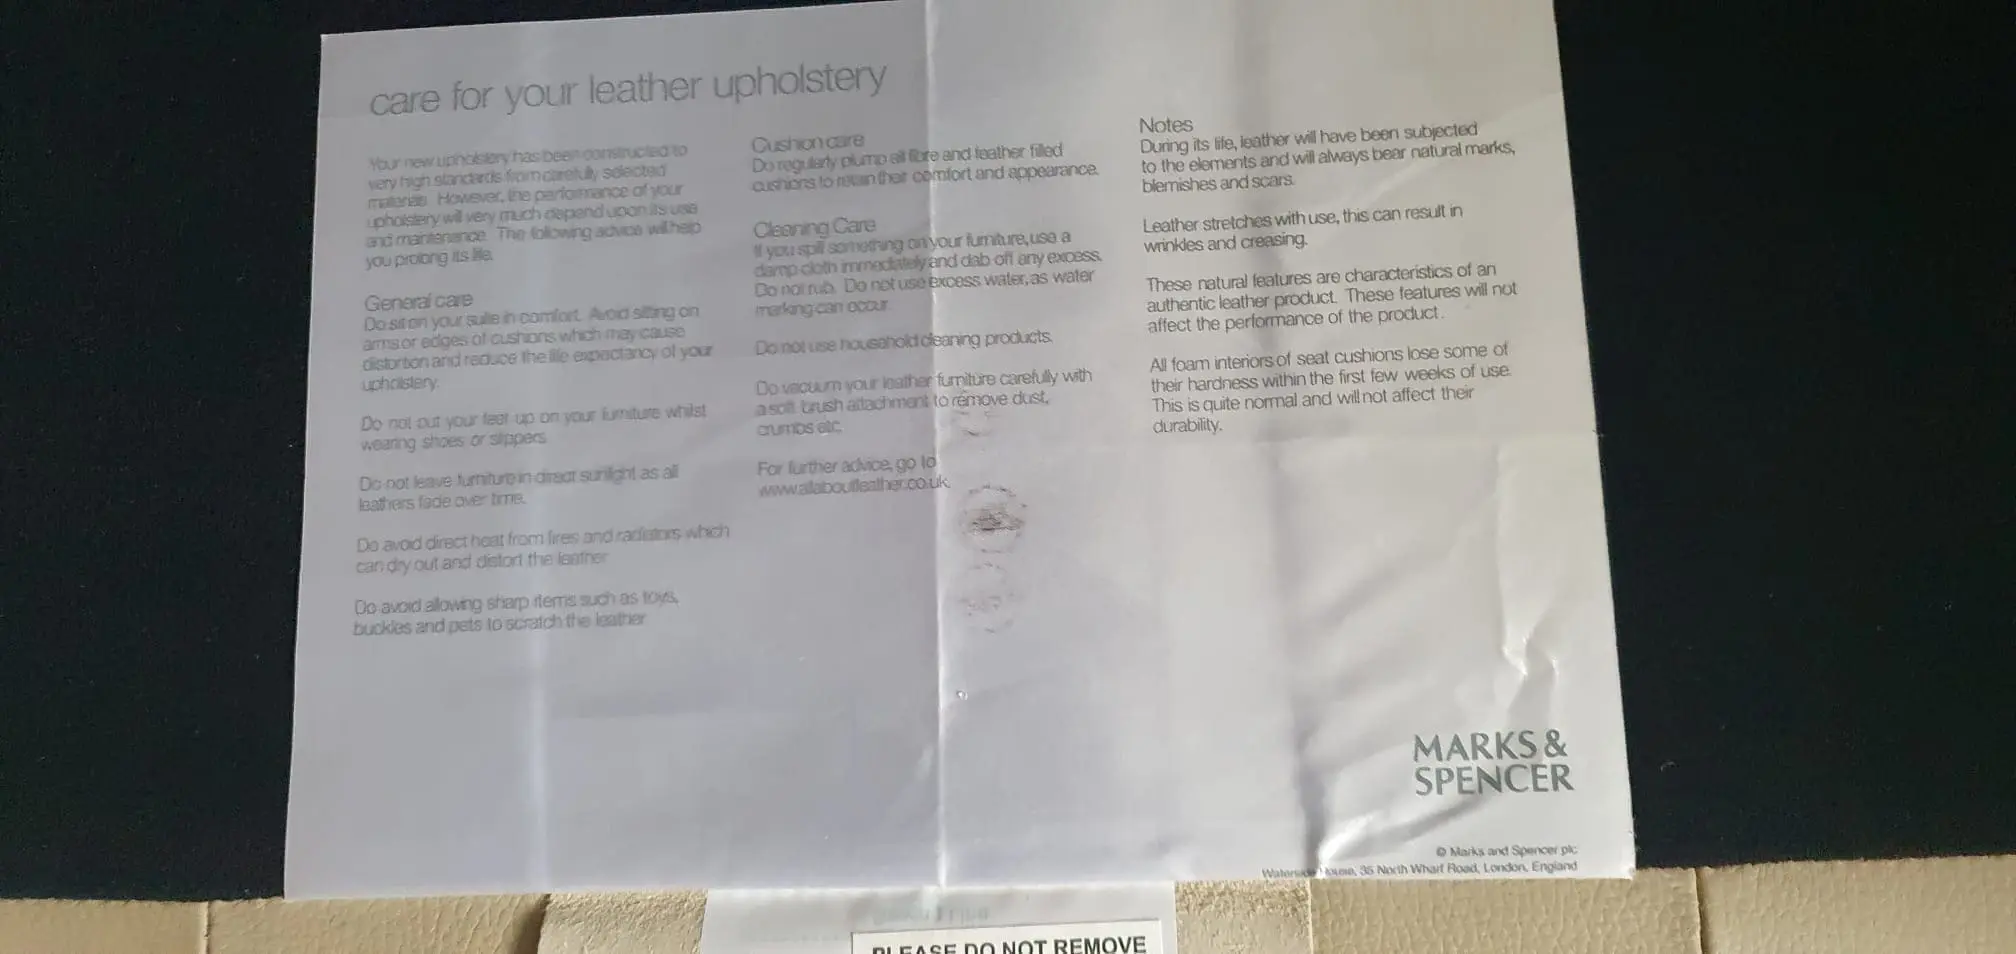 care for your leather upholstery
Your new upholstery has been constructed to
very high standards from carefully selected
materials. However, the performance of your
upholstery will very much depend upon its use
and maintenance. The following advice will help
you prolong its life.
General care
Do sit on your suite in comfort. Avoid sitting on
arms or edges of cushions which may cause
distortion and reduce the life expectancy of your
upholstery.
Do not put your feet up on your furniture whilst
wearing shoes or slippers.
Do not leave furniture in direct sunlight as all
leathers fade over time.
Do avoid direct heat from fires and radiators which
can dry out and distort the leather
Do avoid allowing sharp items such as toys,
buckles and pets to scratch the leather
Cushion care
Do regularly plump all fibre and feather filled
cushions to retain their comfort and appearance.
Cleaning Care
If you spill something on your furniture, use a
damp cloth immediately and dab off any excess.
Do not rub. Do not use excess water, as water
marking can occur.
Do not use household cleaning products.
Do vacuum your leather furniture carefully with
a soft brush attachment to remove dust,
crumbs etc.
For further advice, go to
www.allaboutleather.co.uk.
Notes
During its life, leather will have been subjected
to the elements and will always bear natural marks,
blemishes and scars.
Leather stretches with use, this can result in
wrinkles and creasing.
These natural features are characteristics of an
authentic leather product. These features will not
affect the performance of the product.
All foam interiors of seat cushions lose some of
their hardness within the first few weeks of use.
This is quite normal and will not affect their
durability.
MARKS &
SPENCER
© Marks and Spencer plc
Waterside House, 35 North Wharf Road, London, England
PLEASE DO NOT REMOVE